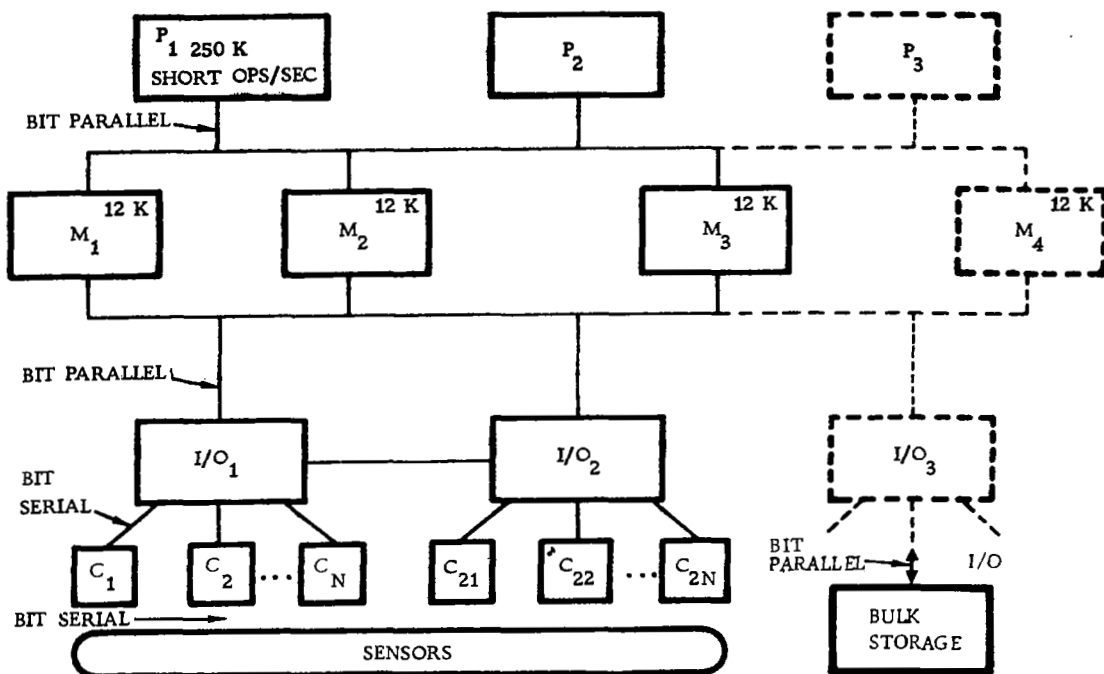 P1 250 K
SHORT OPS/SEC
P2
P3
BIT PARALLEL
12 K
M1
12 K
M2
12 K
M3
12 K
M4
BIT PARALLEL
I/O1
I/O2
I/O3
BIT
SERIAL
C1
C2
...
CN
C21
C22
...
C2N
BIT
PARALLEL
I/O
BIT SERIAL
SENSORS
BULK
STORAGE